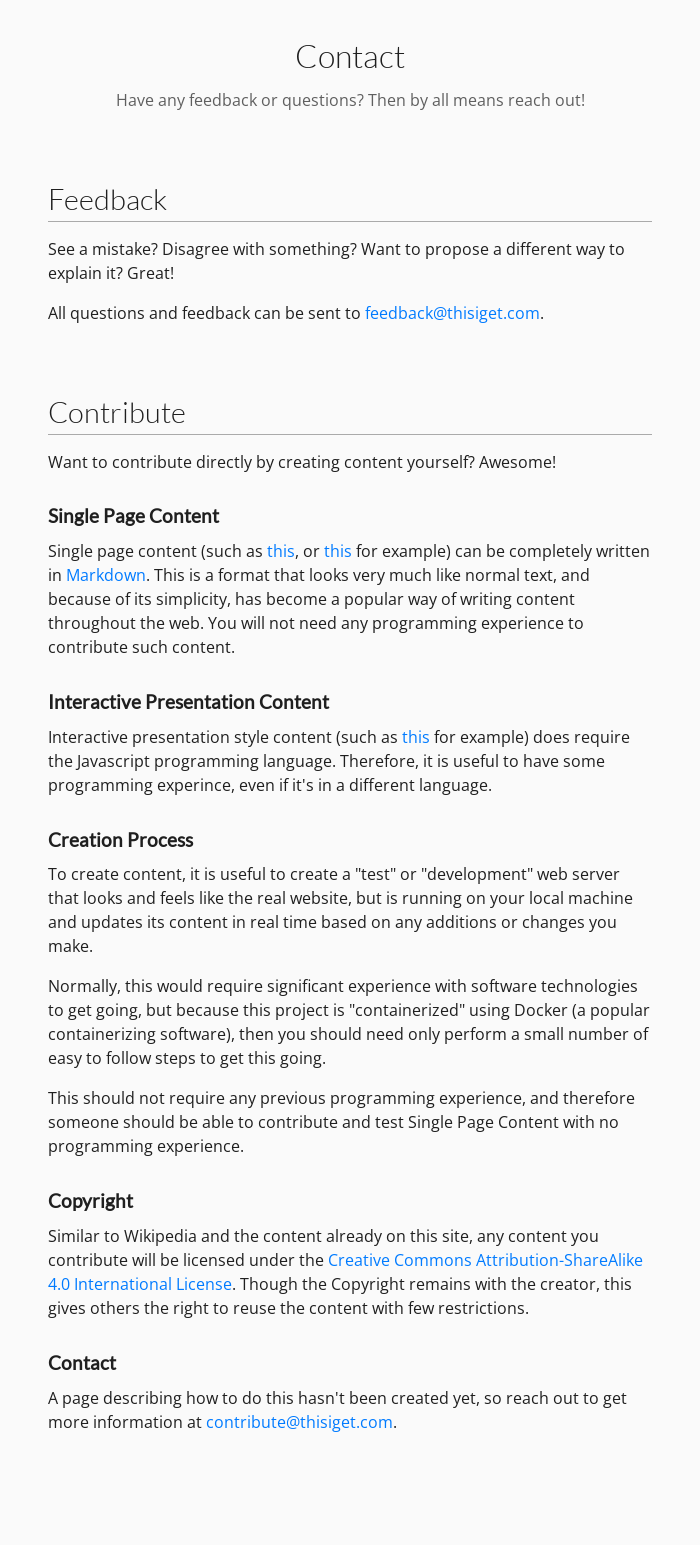 Contact
Have any feedback or questions? Then by all means reach out!
Feedback
See a mistake? Disagree with something? Want to propose a different way to
explain it? Great!
All questions and feedback can be sent to feedback@thisiget.com.
Contribute
Want to contribute directly by creating content yourself? Awesome!
Single Page Content
Single page content (such as this, or this for example) can be completely written
in Markdown. This is a format that looks very much like normal text, and
because of its simplicity, has become a popular way of writing content
throughout the web. You will not need any programming experience to
contribute such content.
Interactive Presentation Content
Interactive presentation style content (such as this for example) does require
the Javascript programming language. Therefore, it is useful to have some
programming experince, even if it's in a different language.
Creation Process
To create content, it is useful to create a "test" or "development" web server
that looks and feels like the real website, but is running on your local machine
and updates its content in real time based on any additions or changes you
make.
Normally, this would require significant experience with software technologies
to get going, but because this project is "containerized" using Docker (a popular
containerizing software), then you should need only perform a small number of
easy to follow steps to get this going.
This should not require any previous programming experience, and therefore
someone should be able to contribute and test Single Page Content with no
programming experience.
Copyright
Similar to Wikipedia and the content already on this site, any content you
contribute will be licensed under the Creative Commons Attribution-ShareAlike
4.0 International License. Though the Copyright remains with the creator, this
gives others the right to reuse the content with few restrictions.
Contact
A page describing how to do this hasn't been created yet, so reach out to get
more information at contribute@thisiget.com.